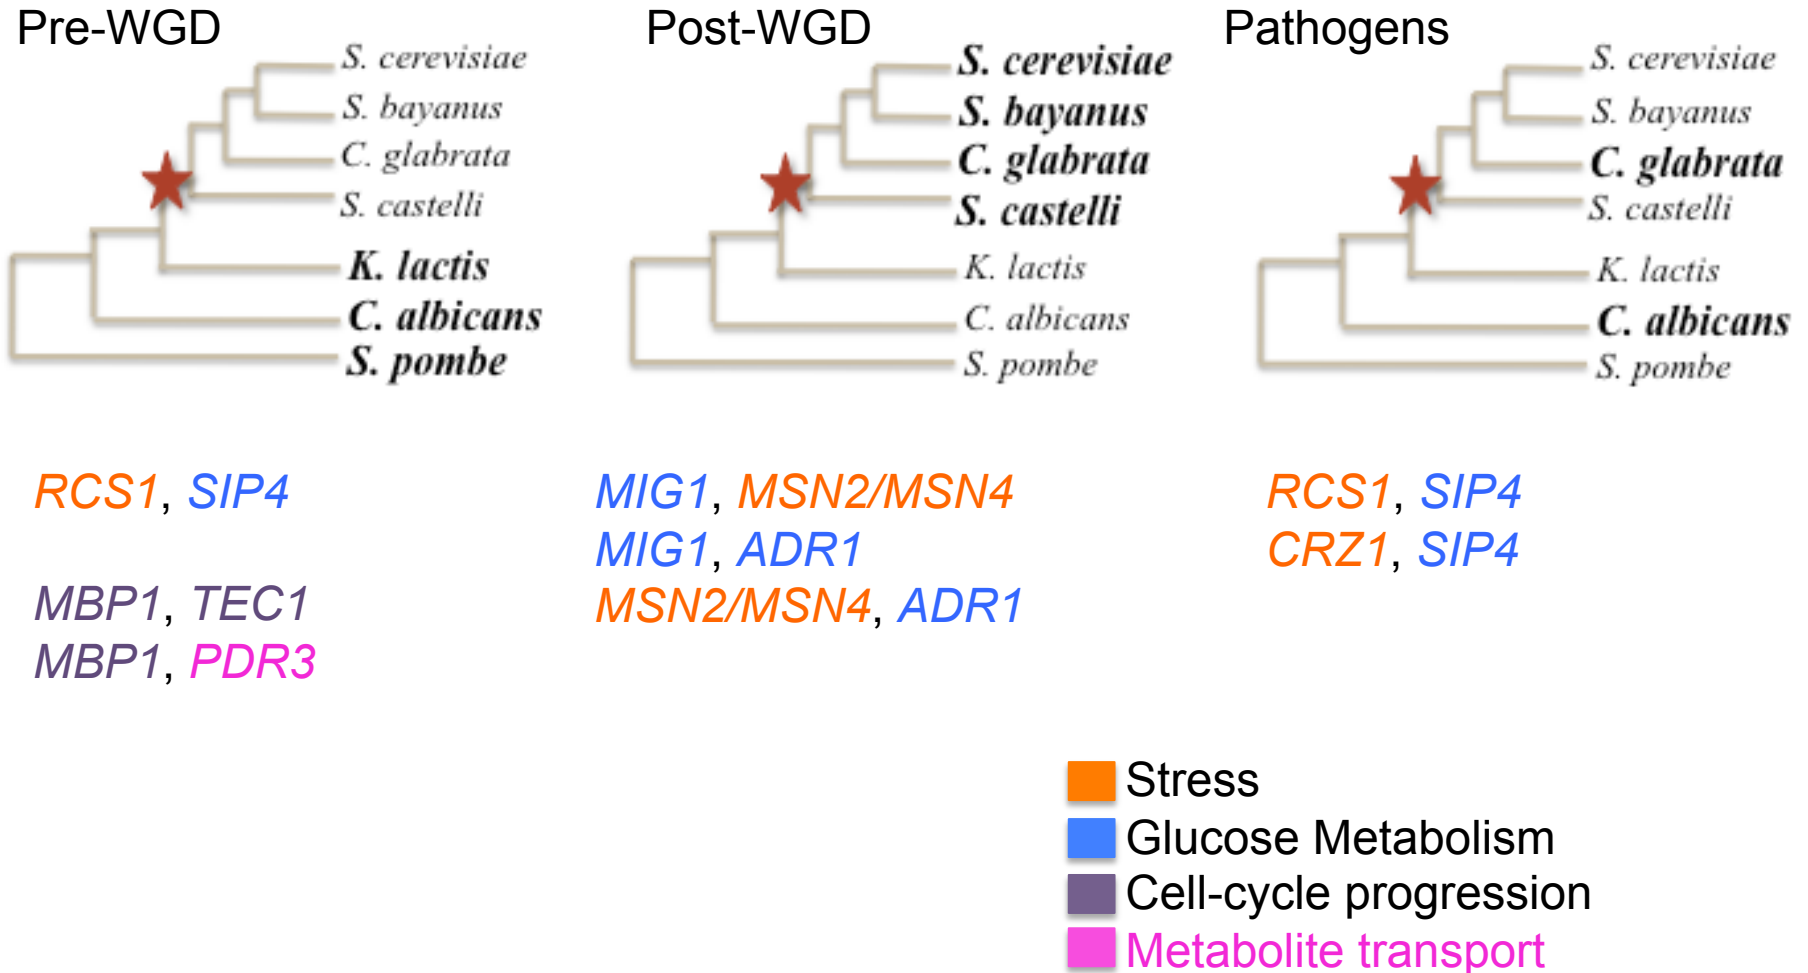 Pre-WGD
S. cerevisiae
S. bayanus
C. glabrata
S. castelli
K. lactis
C. albicans
S. pombe
RCS1, SIP4
MBP1, TEC1
MBP1, PDR3
Post-WGD
S. cerevisiae
S. bayanus
C. glabrata
S. castelli
K. lactis
C. albicans
S. pombe
MIG1, MSN2/MSN4
MIG1, ADR1
MSN2/MSN4, ADR1
Pathogens
S. cerevisiae
S. bayanus
C. glabrata
S. castelli
K. lactis
C. albicans
S. pombe
RCS1, SIP4
CRZ1, SIP4
Stress
Glucose Metabolism
Cell-cycle progression
Metabolite transport